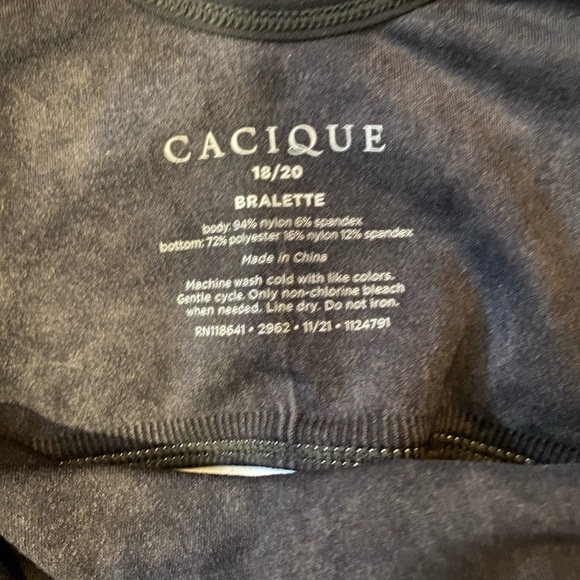 CACIQUE
18/20
BRALETTE
body: 94% nylon 6% spandex
bottom: 72% polyester 16% nylon 12% spandex
Made in China
Machine wash cold with like colors.
Gentle cycle. Only non-chlorine bleach
when needed. Line dry. Do not iron.
RN118641 • 2962 • 11/21 • 1124791